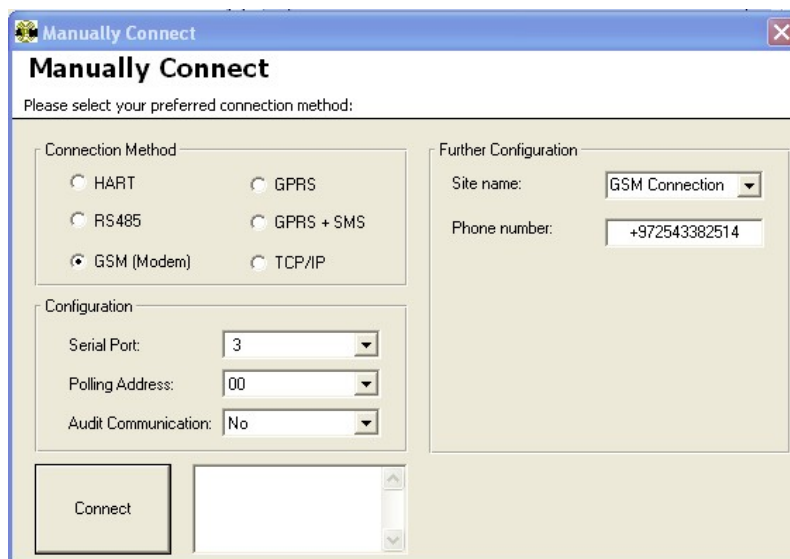 Manually Connect
Manually Connect
Please select your preferred connection method:
Connection Method
HART
GPRS
RS485
GPRS + SMS
GSM (Modem)
TCP/IP
Configuration
Serial Port: 3
Polling Address: 00
Audit Communication: No
Connect
Further Configuration
Site name: GSM Connection
Phone number: +972543382514